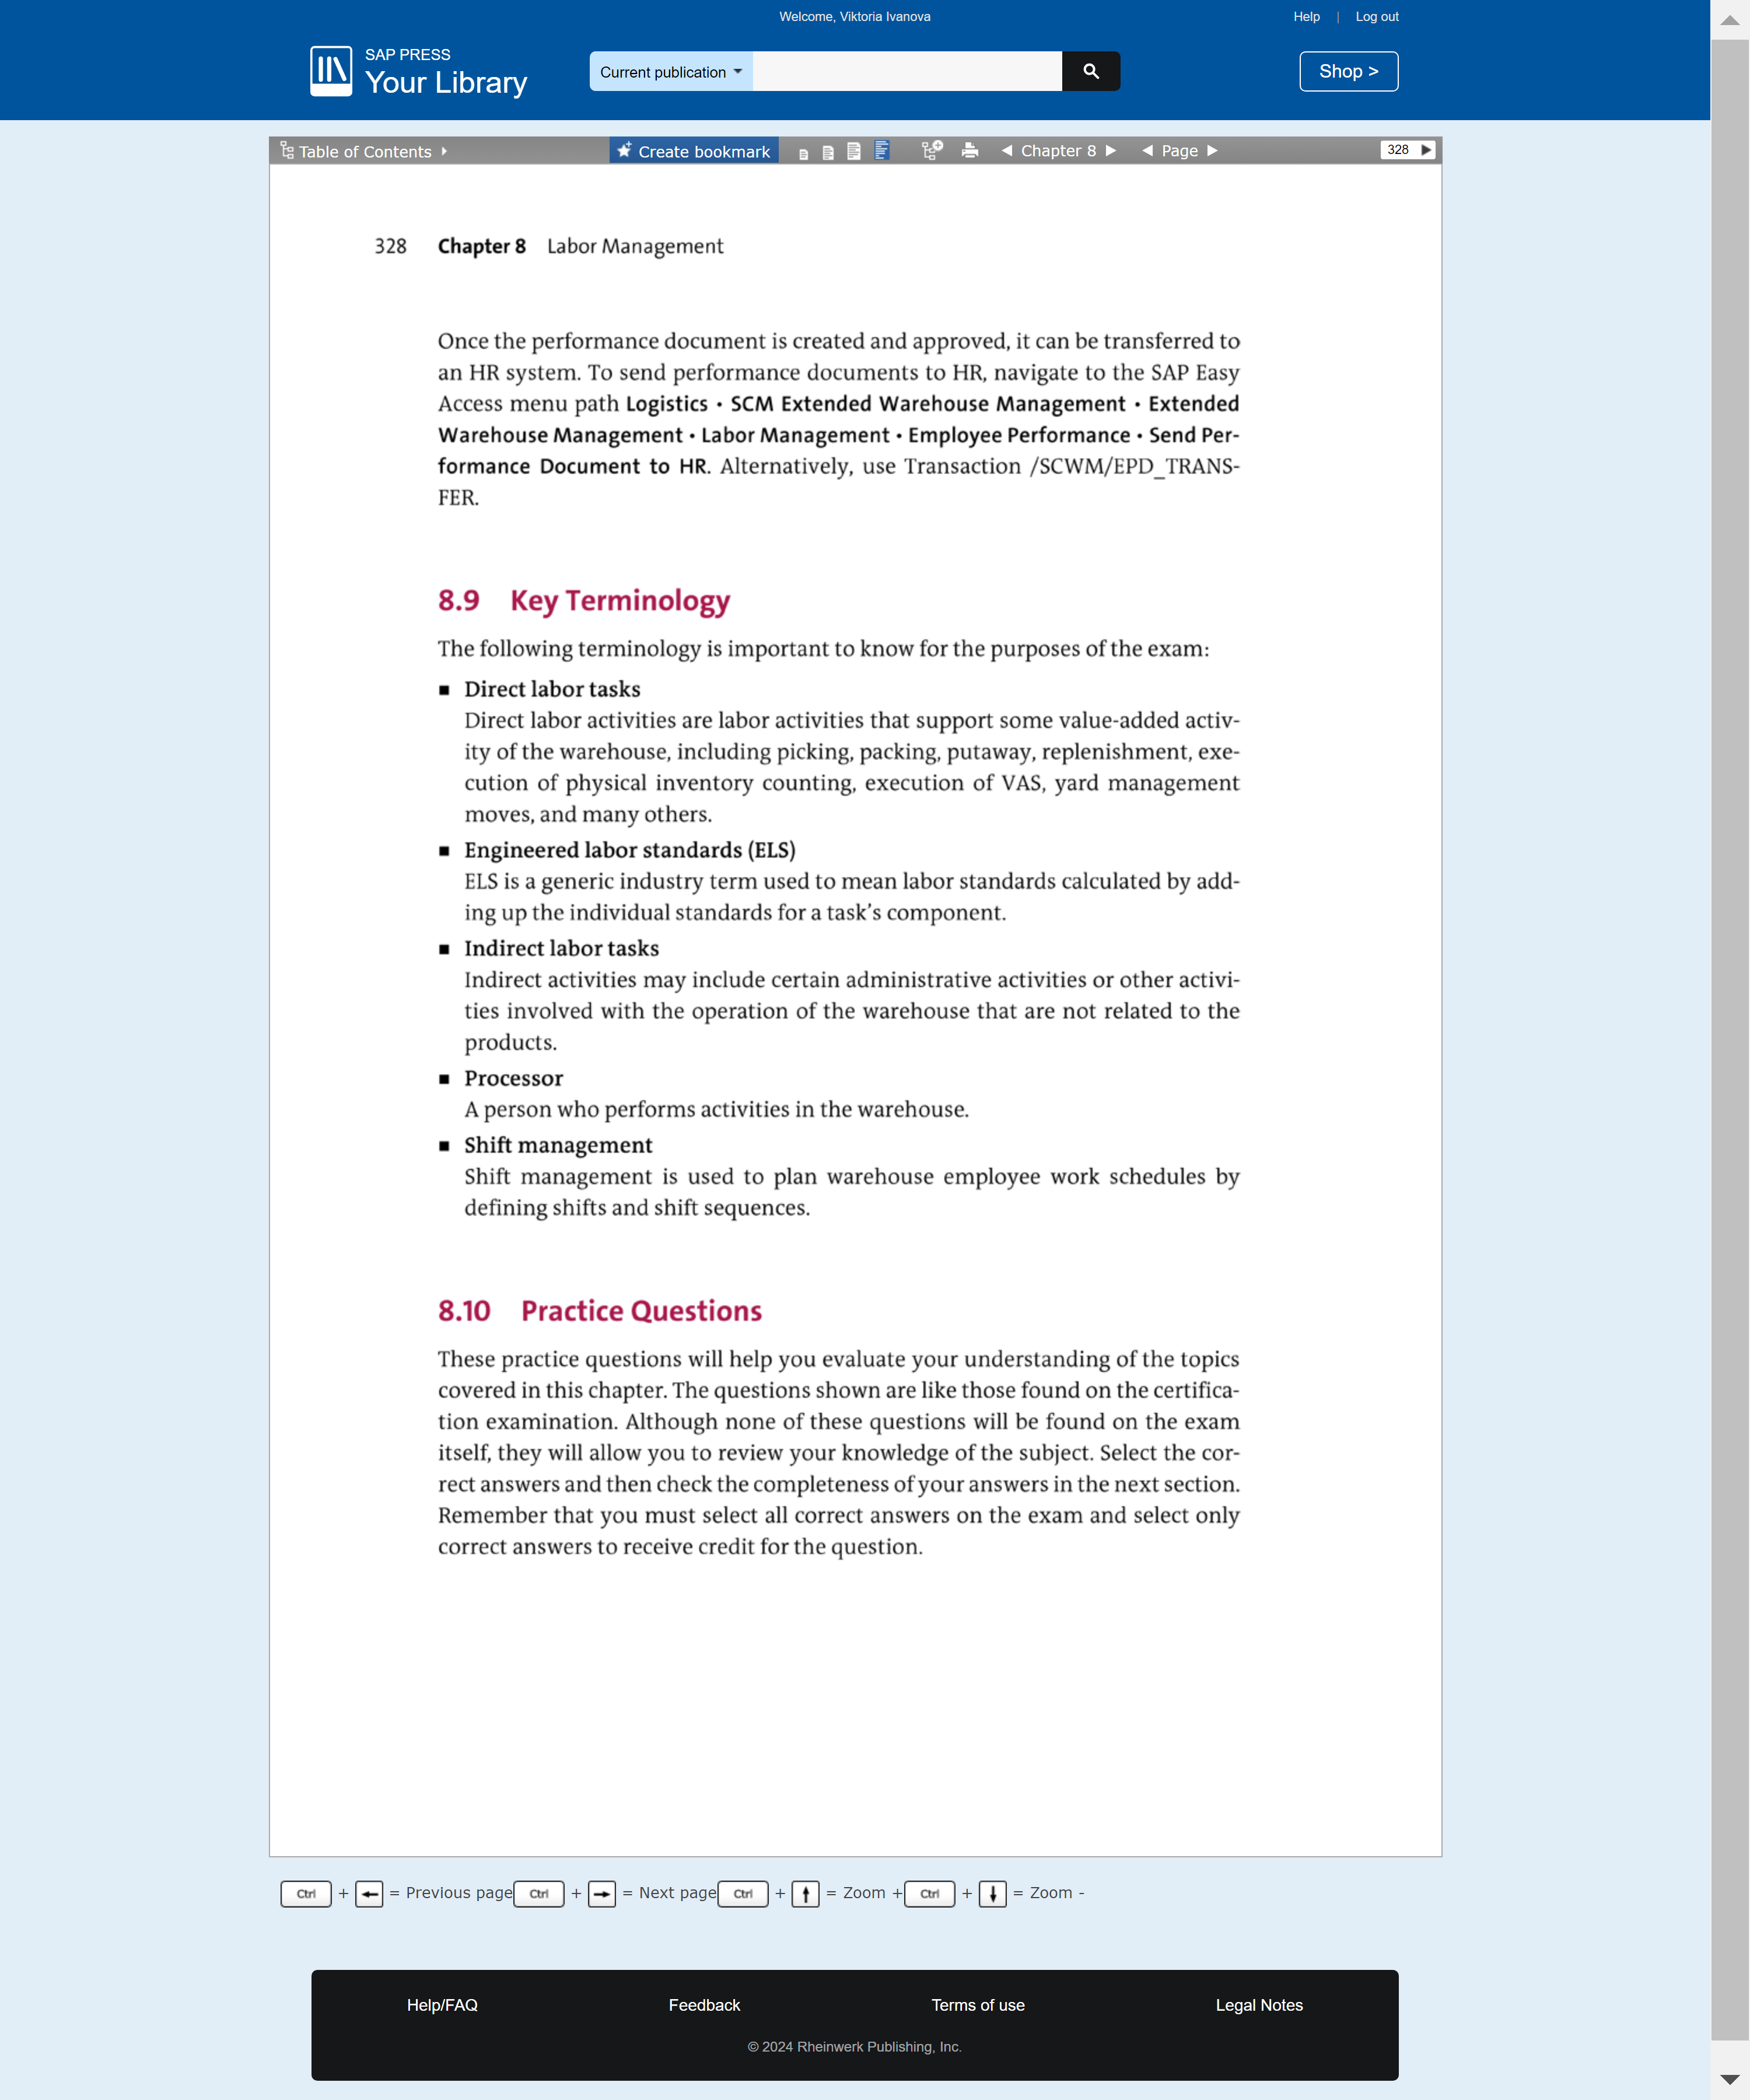 Welcome, Viktoria Ivanova
Help | Log out
SAP PRESS
Your Library
Current publication
Shop >
Table of Contents
Create bookmark
Chapter 8
Page
328
328 Chapter 8 Labor Management
Once the performance document is created and approved, it can be transferred to
an HR system. To send performance documents to HR, navigate to the SAP Easy
Access menu path Logistics • SCM Extended Warehouse Management • Extended
Warehouse Management • Labor Management • Employee Performance • Send Per-
formance Document to HR. Alternatively, use Transaction /SCWM/EPD_TRANS-
FER.
8.9 Key Terminology
The following terminology is important to know for the purposes of the exam:
■ Direct labor tasks
Direct labor activities are labor activities that support some value-added activ-
ity of the warehouse, including picking, packing, putaway, replenishment, exe-
cution of physical inventory counting, execution of VAS, yard management
moves, and many others.
■ Engineered labor standards (ELS)
ELS is a generic industry term used to mean labor standards calculated by add-
ing up the individual standards for a task's component.
■ Indirect labor tasks
Indirect activities may include certain administrative activities or other activi-
ties involved with the operation of the warehouse that are not related to the
products.
■ Processor
A person who performs activities in the warehouse.
■ Shift management
Shift management is used to plan warehouse employee work schedules by
defining shifts and shift sequences.
8.10 Practice Questions
These practice questions will help you evaluate your understanding of the topics
covered in this chapter. The questions shown are like those found on the certifica-
tion examination. Although none of these questions will be found on the exam
itself, they will allow you to review your knowledge of the subject. Select the cor-
rect answers and then check the completeness of your answers in the next section.
Remember that you must select all correct answers on the exam and select only
correct answers to receive credit for the question.
Ctrl + ← = Previous page Ctrl + → = Next page Ctrl + ↑ = Zoom + Ctrl + ↓ = Zoom -
Help/FAQ Feedback Terms of use Legal Notes
© 2024 Rheinwerk Publishing, Inc.